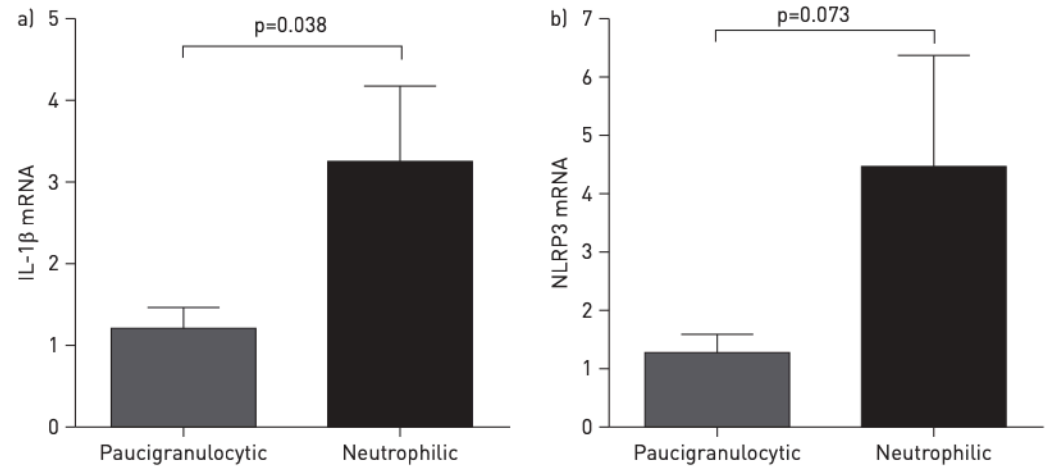 a)
p=0.038
IL-1β mRNA
5
4
3
2
1
0
Paucigranulocytic Neutrophilic
b)
p=0.073
NLRP3 mRNA
7
6
5
4
3
2
1
0
Paucigranulocytic Neutrophilic